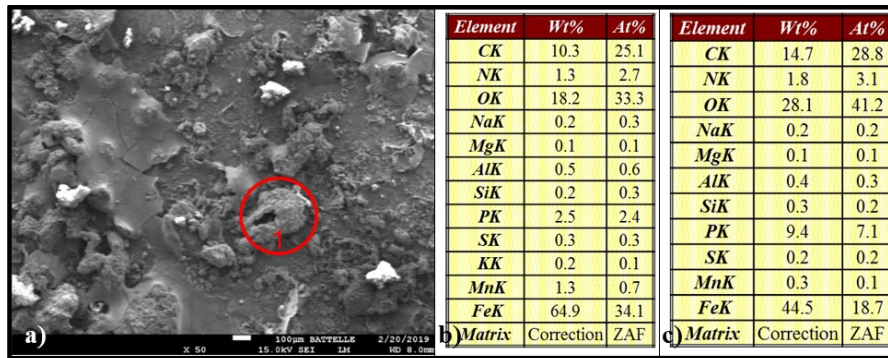 1
a)
100µm BATTELLE 2/20/2019
X 50 15.0kV SEI LM WD 8.0mm
Element Wt% At%
CK 10.3 25.1
NK 1.3 2.7
OK 18.2 33.3
NaK 0.2 0.3
MgK 0.1 0.1
AlK 0.5 0.6
SiK 0.2 0.3
PK 2.5 2.4
SK 0.3 0.3
KK 0.2 0.1
MnK 1.3 0.7
FeK 64.9 34.1
b) Matrix Correction ZAF
Element Wt% At%
CK 14.7 28.8
NK 1.8 3.1
OK 28.1 41.2
NaK 0.2 0.2
MgK 0.1 0.1
AlK 0.4 0.3
SiK 0.3 0.2
PK 9.4 7.1
SK 0.2 0.2
MnK 0.3 0.1
FeK 44.5 18.7
c) Matrix Correction ZAF